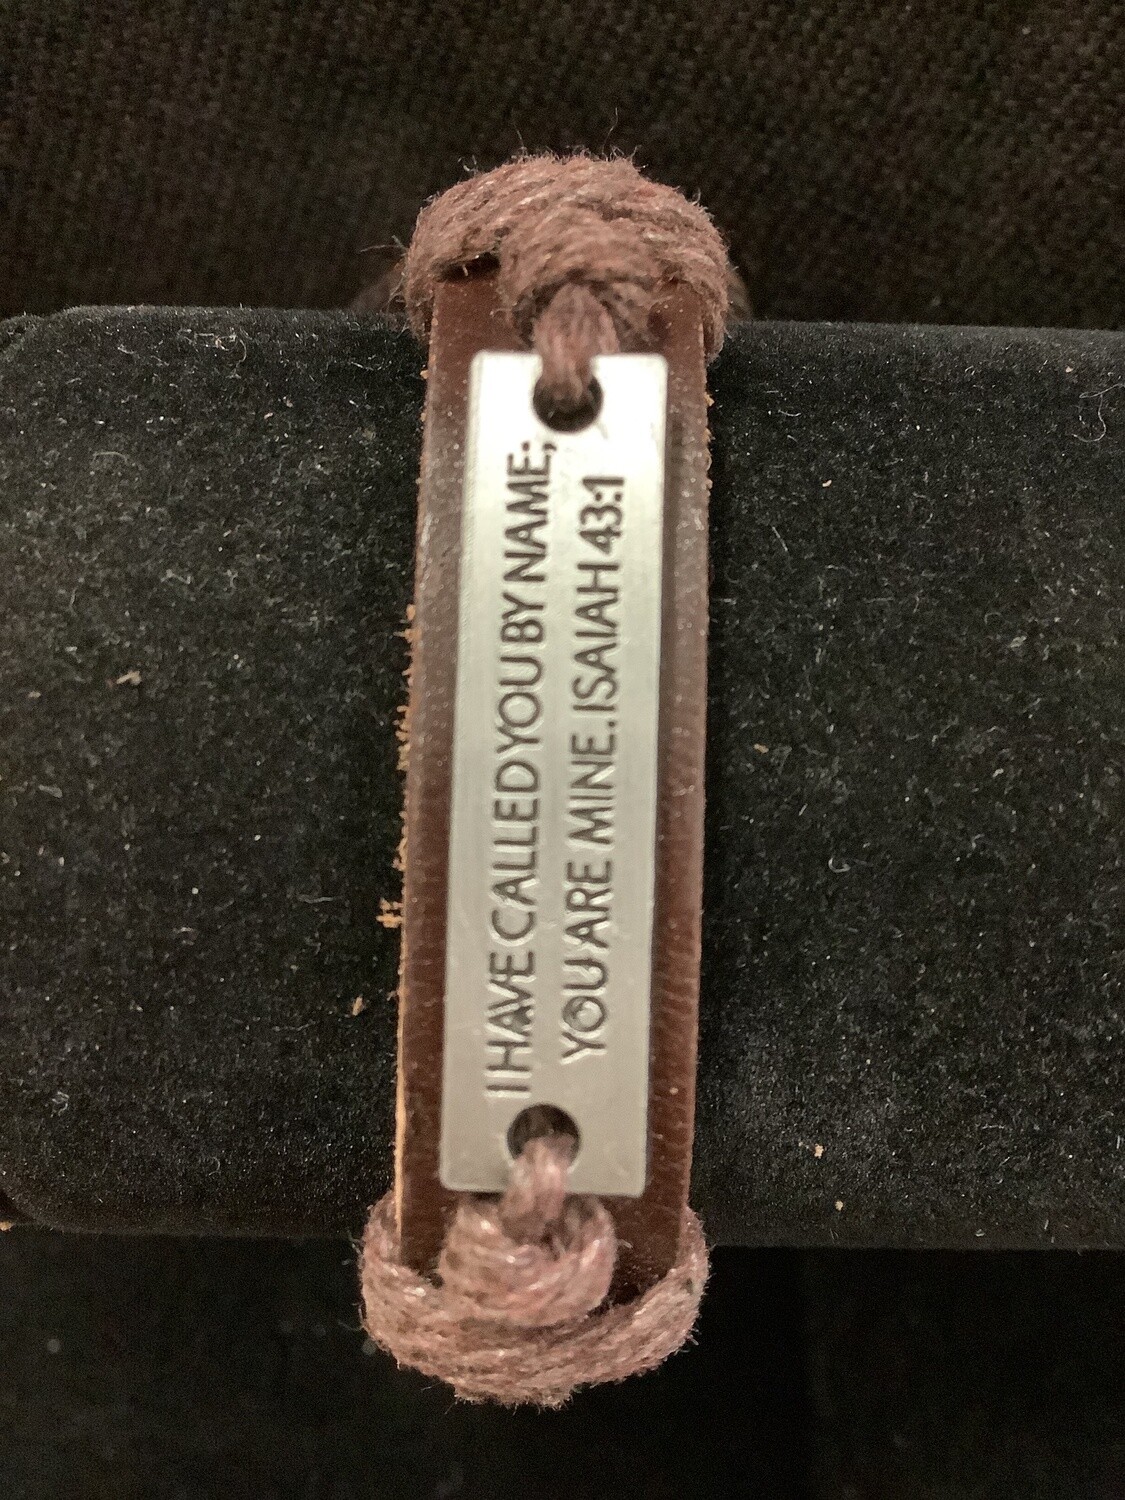 I HAVE CALLED YOU BY NAME;
YOU ARE MINE. ISAIAH 43:1